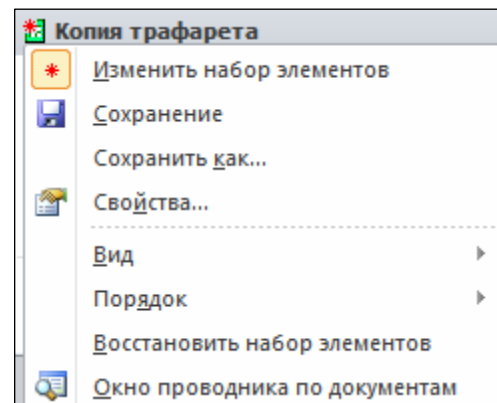 Копия трафарета
Изменить набор элементов
Сохранение
Сохранить как...
Свойства...
Вид
Порядок
Восстановить набор элементов
Окно проводника по документам